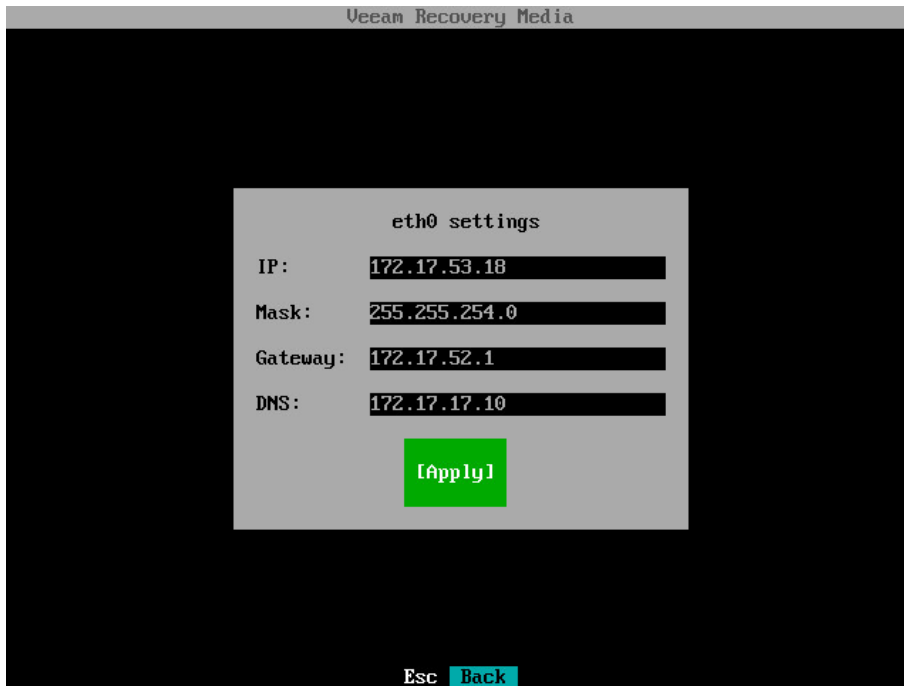 Veeam Recovery Media
eth0 settings
IP: 172.17.53.18
Mask: 255.255.254.0
Gateway: 172.17.52.1
DNS: 172.17.17.10
[Apply]
Esc Back